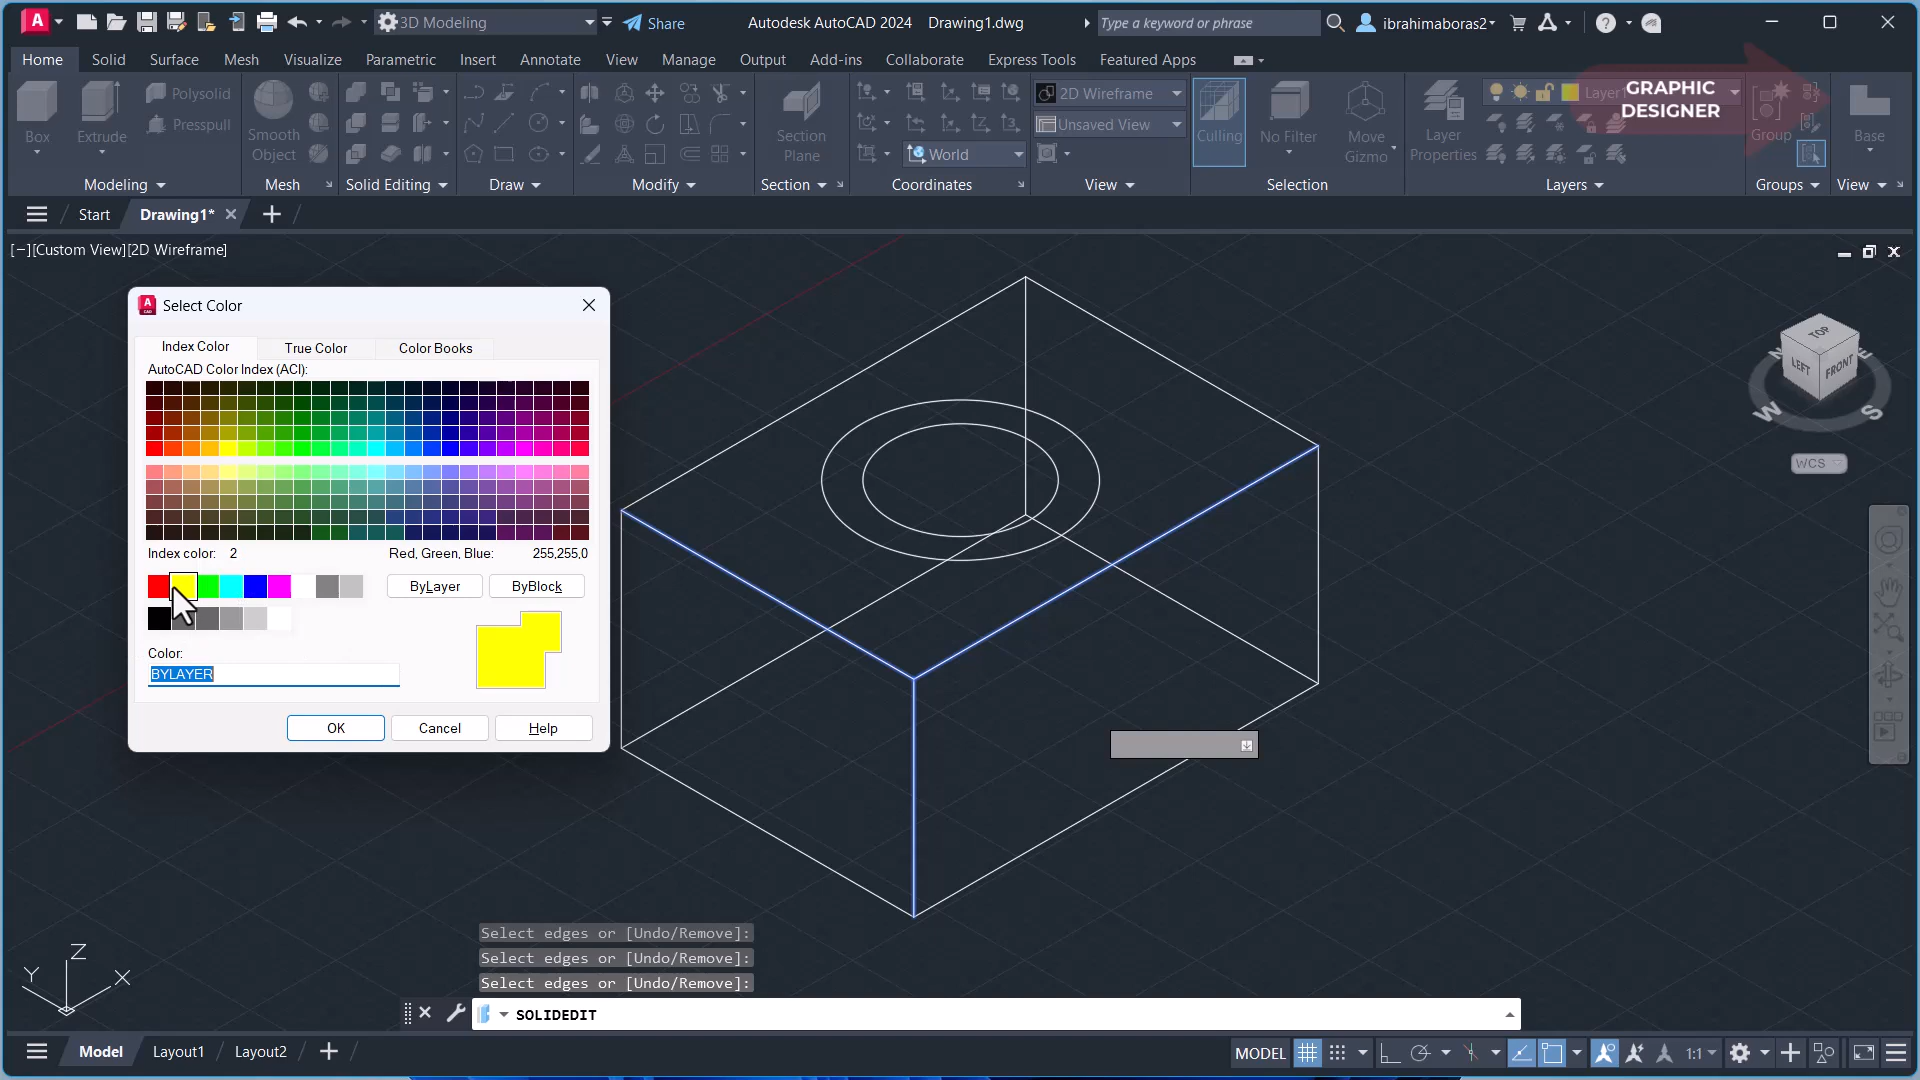 3D Modeling
Share
Autodesk AutoCAD 2024 Drawing1.dwg
Type a keyword or phrase
ibrahimaboras2
Home Solid Surface Mesh Visualize Parametric Insert Annotate View Manage Output Add-ins Collaborate Express Tools Featured Apps
Box
Extrude
Polysolid
Presspull
Smooth
Object
Section
Plane
2D Wireframe
Unsaved View
World
Culling
No Filter
Move
Gizmo
Layer
Properties
Layer
GRAPHIC
DESIGNER
Group
Base
Modeling Mesh Solid Editing Draw Modify Section Coordinates View Selection Layers Groups View
Start Drawing1*
[−][Custom View][2D Wireframe]
TOP
LEFT
FRONT
N
E
W
S
WCS
A
CAD
Select Color
Index Color True Color Color Books
AutoCAD Color Index (ACI):
Index color: 2 Red, Green, Blue: 255,255,0
ByLayer ByBlock
Color:
BYLAYER
OK Cancel Help
Select edges or [Undo/Remove]:
Select edges or [Undo/Remove]:
Select edges or [Undo/Remove]:
SOLIDEDIT
Z
Y
X
Model Layout1 Layout2
MODEL
1:1